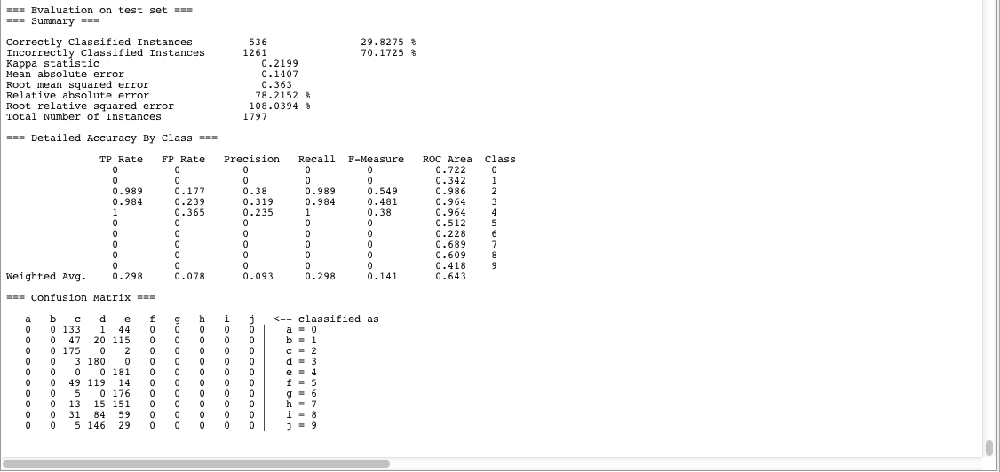 === Evaluation on test set ===
=== Summary ===
Correctly Classified Instances 536 29.8275 %
Incorrectly Classified Instances 1261 70.1725 %
Kappa statistic 0.2199
Mean absolute error 0.1407
Root mean squared error 0.363
Relative absolute error 78.2152 %
Root relative squared error 108.0394 %
Total Number of Instances 1797
=== Detailed Accuracy By Class ===
TP Rate FP Rate Precision Recall F-Measure ROC Area Class
0 0 0 0 0 0.722 0
0 0 0 0 0 0.342 1
0.989 0.177 0.38 0.989 0.549 0.986 2
0.984 0.239 0.319 0.984 0.481 0.964 3
1 0.365 0.235 1 0.38 0.964 4
0 0 0 0 0 0.512 5
0 0 0 0 0 0.228 6
0 0 0 0 0 0.689 7
0 0 0 0 0 0.609 8
0 0 0 0 0 0.418 9
Weighted Avg. 0.298 0.078 0.093 0.298 0.141 0.643
=== Confusion Matrix ===
a b c d e f g h i j <-- classified as
0 0 133 1 44 0 0 0 0 0 | a = 0
0 0 47 20 115 0 0 0 0 0 | b = 1
0 0 175 0 2 0 0 0 0 0 | c = 2
0 0 3 180 0 0 0 0 0 0 | d = 3
0 0 0 0 181 0 0 0 0 0 | e = 4
0 0 49 119 14 0 0 0 0 0 | f = 5
0 0 5 0 176 0 0 0 0 0 | g = 6
0 0 13 15 151 0 0 0 0 0 | h = 7
0 0 31 84 59 0 0 0 0 0 | i = 8
0 0 5 146 29 0 0 0 0 0 | j = 9